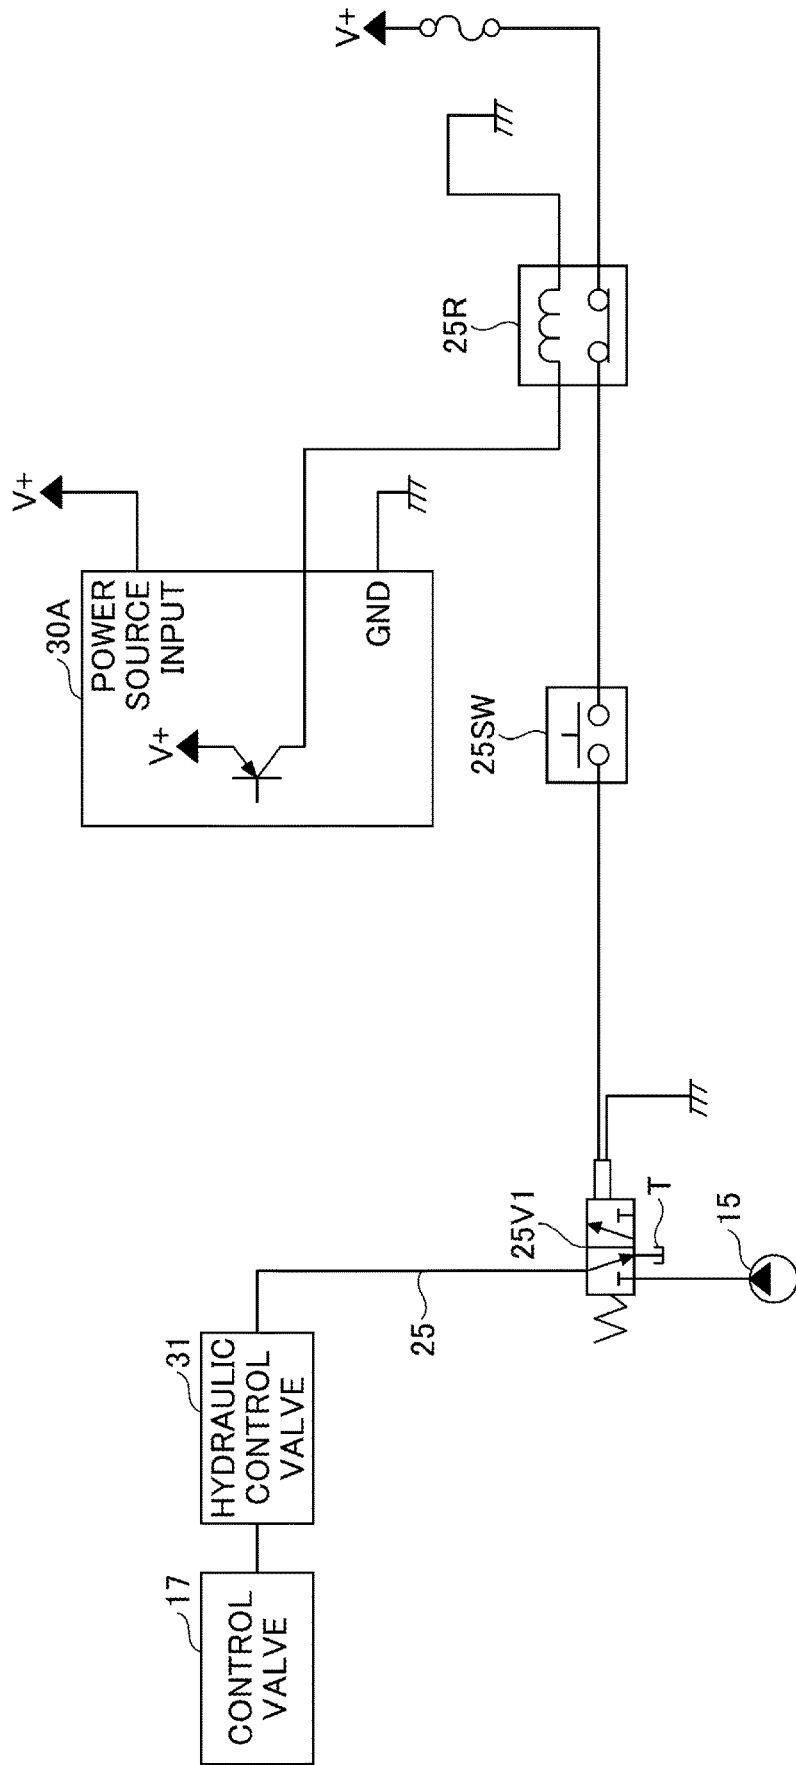 17
CONTROL
VALVE
31
HYDRAULIC
CONTROL
VALVE
25
25V1
T
15
30A
POWER
SOURCE
INPUT
V+
GND
V+
25SW
25R
V+